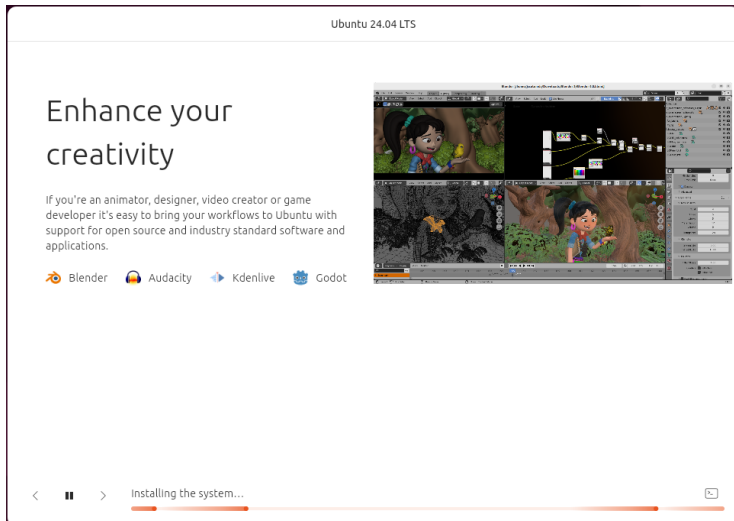 Ubuntu 24.04 LTS
Enhance your
creativity
If you're an animator, designer, video creator or game
developer it's easy to bring your workflows to Ubuntu with
support for open source and industry standard software and
applications.
Blender Audacity Kdenlive Godot
Installing the system...